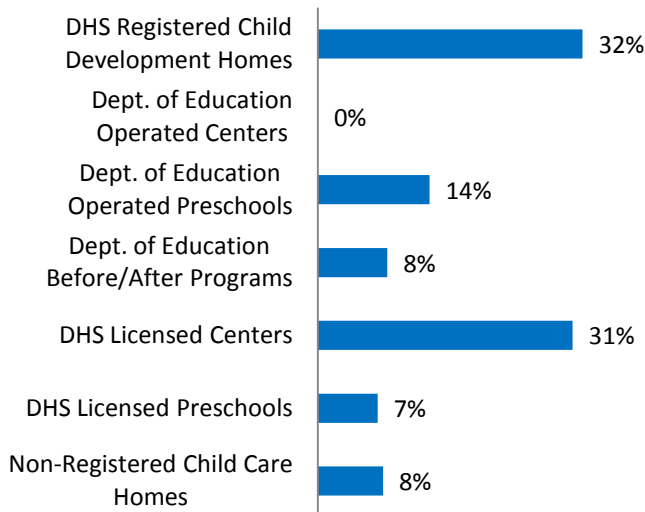 DHS Registered Child
Development Homes
32%
Dept. of Education
Operated Centers
0%
Dept. of Education
Operated Preschools
14%
Dept. of Education
Before/After Programs
8%
DHS Licensed Centers
31%
DHS Licensed Preschools
7%
Non-Registered Child Care
Homes
8%